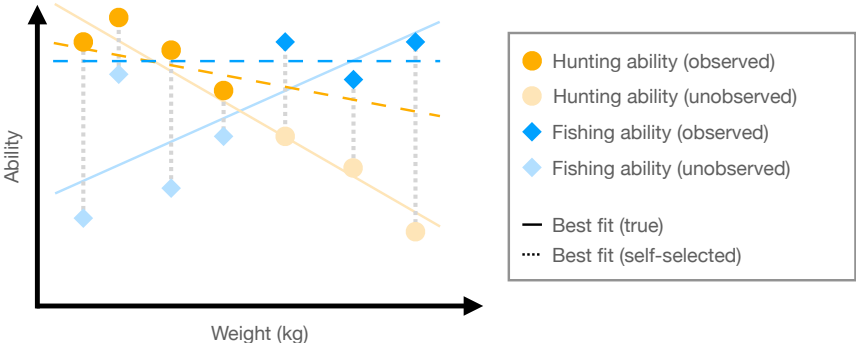 Ability
Weight (kg)
Hunting ability (observed)
Hunting ability (unobserved)
Fishing ability (observed)
Fishing ability (unobserved)
Best fit (true)
Best fit (self-selected)